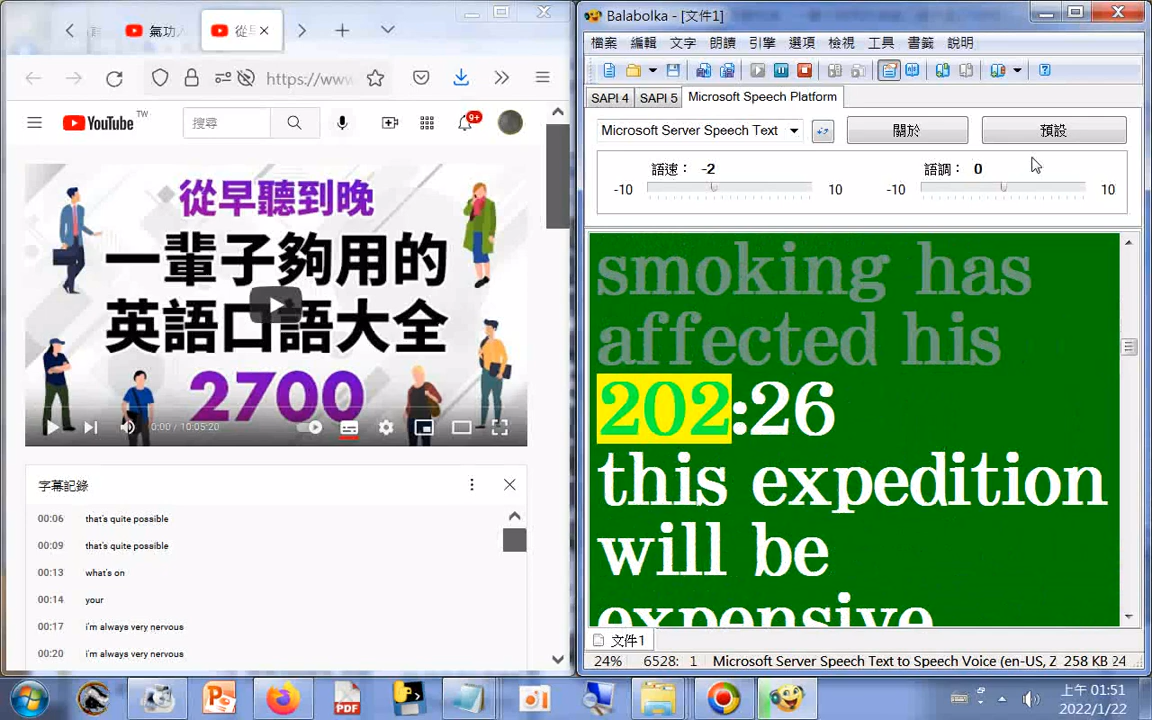 從
https://www
YouTube TW
搜尋
9+
從早聽到晚
一輩子夠用的
英語口語大全
2700
0:00 / 10:05:20
字幕記錄
00:06 that's quite possible
00:09 that's quite possible
00:13 what's on
00:14 your
00:17 i'm always very nervous
00:20 i'm always very nervous
Balabolka - [文件1]
檔案 編輯 文字 朗讀 引擎 選項 檢視 工具 書籤 說明
SAPI 4 SAPI 5 Microsoft Speech Platform
Microsoft Server Speech Text 關於 預設
語速： -2 語調： 0
-10 10 -10 10
smoking has
affected his
202:26
this expedition
will be
expensive
文件1
24% 6528: 1 Microsoft Server Speech Text to Speech Voice (en-US, Z 258 KB 24
PDF
上午 01:51
2022/1/22